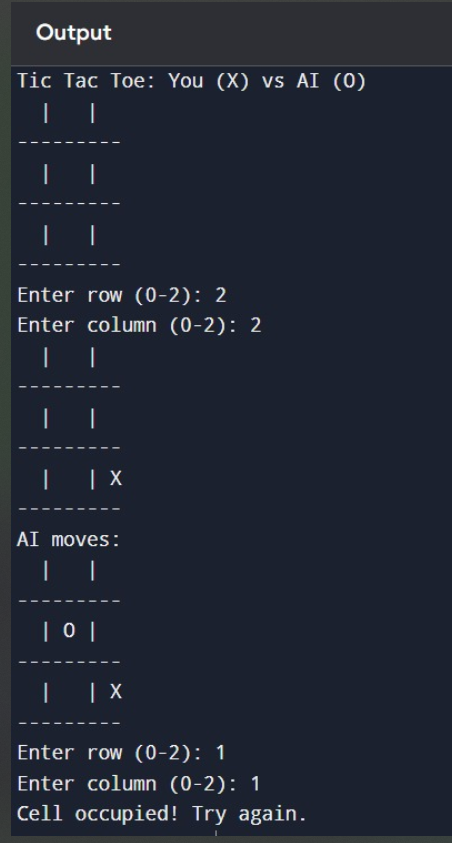 Output
Tic Tac Toe: You (X) vs AI (O)
  |   |
---------
  |   |
---------
  |   |
---------
Enter row (0-2): 2
Enter column (0-2): 2
  |   |
---------
  |   |
---------
  |   | X
---------
AI moves:
  |   |
---------
  | O |
---------
  |   | X
---------
Enter row (0-2): 1
Enter column (0-2): 1
Cell occupied! Try again.